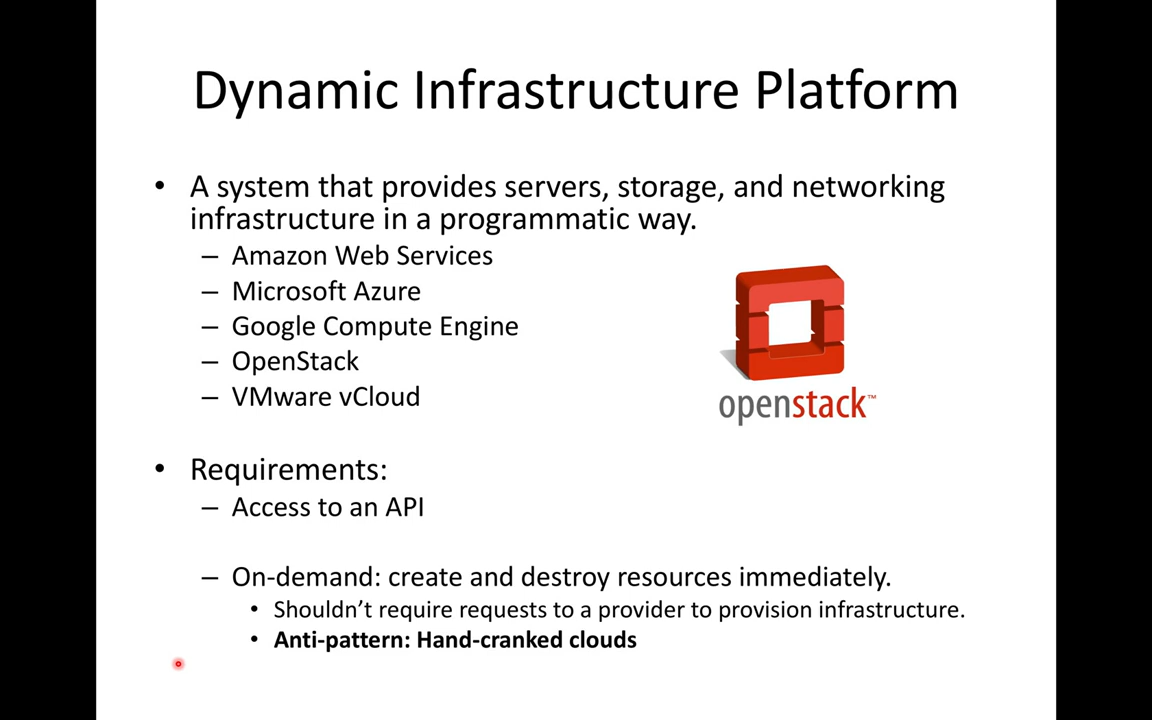 Dynamic Infrastructure Platform
• A system that provides servers, storage, and networking
infrastructure in a programmatic way.
– Amazon Web Services
– Microsoft Azure
– Google Compute Engine
– OpenStack
– VMware vCloud
openstack™
• Requirements:
– Access to an API
– On-demand: create and destroy resources immediately.
• Shouldn’t require requests to a provider to provision infrastructure.
• Anti-pattern: Hand-cranked clouds